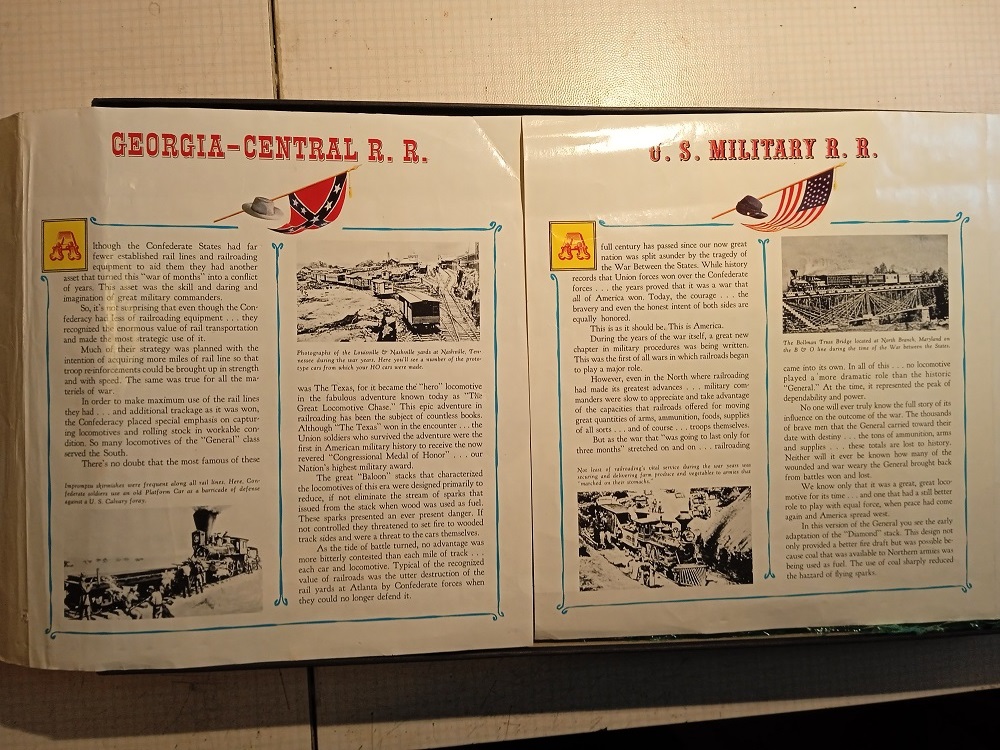 GEORGIA-CENTRAL R. R.
Although the Confederate States had far
fewer established rail lines and railroading
equipment to aid them they had another
asset that turned this "war of months" into a conflict
of years. This asset was the skill and daring and
imagination of great military commanders.
So, it's not surprising that even though the Con-
federacy had less of railroading equipment . . . they
recognized the enormous value of rail transportation
and made the most strategic use of it.
Much of their strategy was planned with the
intention of acquiring more miles of rail line so that
troop reinforcements could be brought up in strength
and with speed. The same was true for all the ma-
teriels of war.
In order to make maximum use of the rail lines
they had . . . and additional trackage as it was won,
the Confederacy placed special emphasis on captur-
ing locomotives and rolling stock in workable con-
dition. So many locomotives of the "General" class
served the South.
There's no doubt that the most famous of these
Impromptu skirmishes were frequent along all rail lines. Here, Con-
federate soldiers use an old Platform Car as a barricade of defense
against a U. S. Calvary foray.
Photographs of the Louisville & Nashville yards at Nashville, Ten-
nessee during the war years. Here you'll see a number of the proto-
type cars from which your HO cars were made.
was The Texas, for it became the "hero" locomotive
in the fabulous adventure known today as "The
Great Locomotive Chase." This epic adventure in
railroading has been the subject of countless books.
Although "The Texas" won in the encounter . . . the
Union soldiers who survived the adventure were the
first in American military history to receive the now
revered "Congressional Medal of Honor" . . . our
Nation's highest military award.
The great "Baloon" stacks that characterized
the locomotives of this era were designed primarily to
reduce, if not eliminate the stream of sparks that
issued from the stack when wood was used as fuel.
These sparks presented an ever present danger. If
not controlled they threatened to set fire to wooded
track sides and were a threat to the cars themselves.
As the tide of battle turned, no advantage was
more bitterly contested than each mile of track . . .
each car and locomotive. Typical of the recognized
value of railroads was the utter destruction of the
rail yards at Atlanta by Confederate forces when
they could no longer defend it.
U. S. MILITARY R. R.
A full century has passed since our now great
nation was split asunder by the tragedy of
the War Between the States. While history
records that Union forces won over the Confederate
forces . . . the years proved that it was a war that
all of America won. Today, the courage . . . the
bravery and even the honest intent of both sides are
equally honored.
This is as it should be. This is America.
During the years of the war itself, a great new
chapter in military procedures was being written.
This was the first of all wars in which railroads began
to play a major role.
However, even in the North where railroading
had made its greatest advances . . . military com-
manders were slow to appreciate and take advantage
of the capacities that railroads offered for moving
great quantities of arms, ammunition, foods, supplies
of all sorts . . . and of course . . . troops themselves.
But as the war that "was going to last only for
three months" stretched on and on . . . railroading
Not least of railroading's vital service during the war years was
securing and delivering farm produce and vegetables to armies that
"marched on their stomachs."
The Bollman Truss Bridge located at North Branch, Maryland on
the B & O line during the time of the War between the States.
came into its own. In all of this . . . no locomotive
played a more dramatic role than the historic
"General." At the time, it represented the peak of
dependability and power.
No one will ever truly know the full story of its
influence on the outcome of the war. The thousands
of brave men that the General carried toward their
date with destiny . . . the tons of ammunition, arms
and supplies . . . these totals are lost to history.
Neither will it ever be known how many of the
wounded and war weary the General brought back
from battles won and lost.
We know only that it was a great, great loco-
motive for its time . . . and one that had a still better
role to play with equal force, when peace had come
again and America spread west.
In this version of the General you see the early
adaptation of the "Diamond" stack. This design not
only provided a better fire draft but was possible be-
cause coal that was available to Northern armies was
being used as fuel. The use of coal sharply reduced
the hazard of flying sparks.